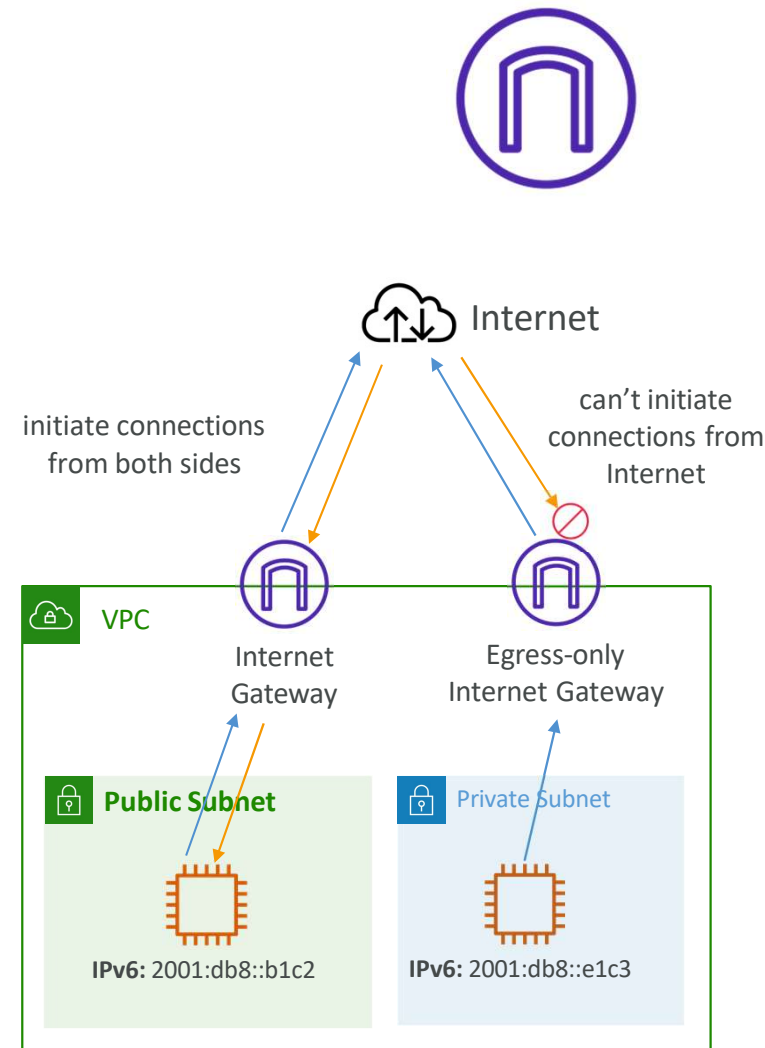 Internet
initiate connections
from both sides
can’t initiate
connections from
Internet
VPC
Internet
Gateway
Egress-only
Internet Gateway
Public Subnet
Private Subnet
IPv6: 2001:db8::b1c2
IPv6: 2001:db8::e1c3